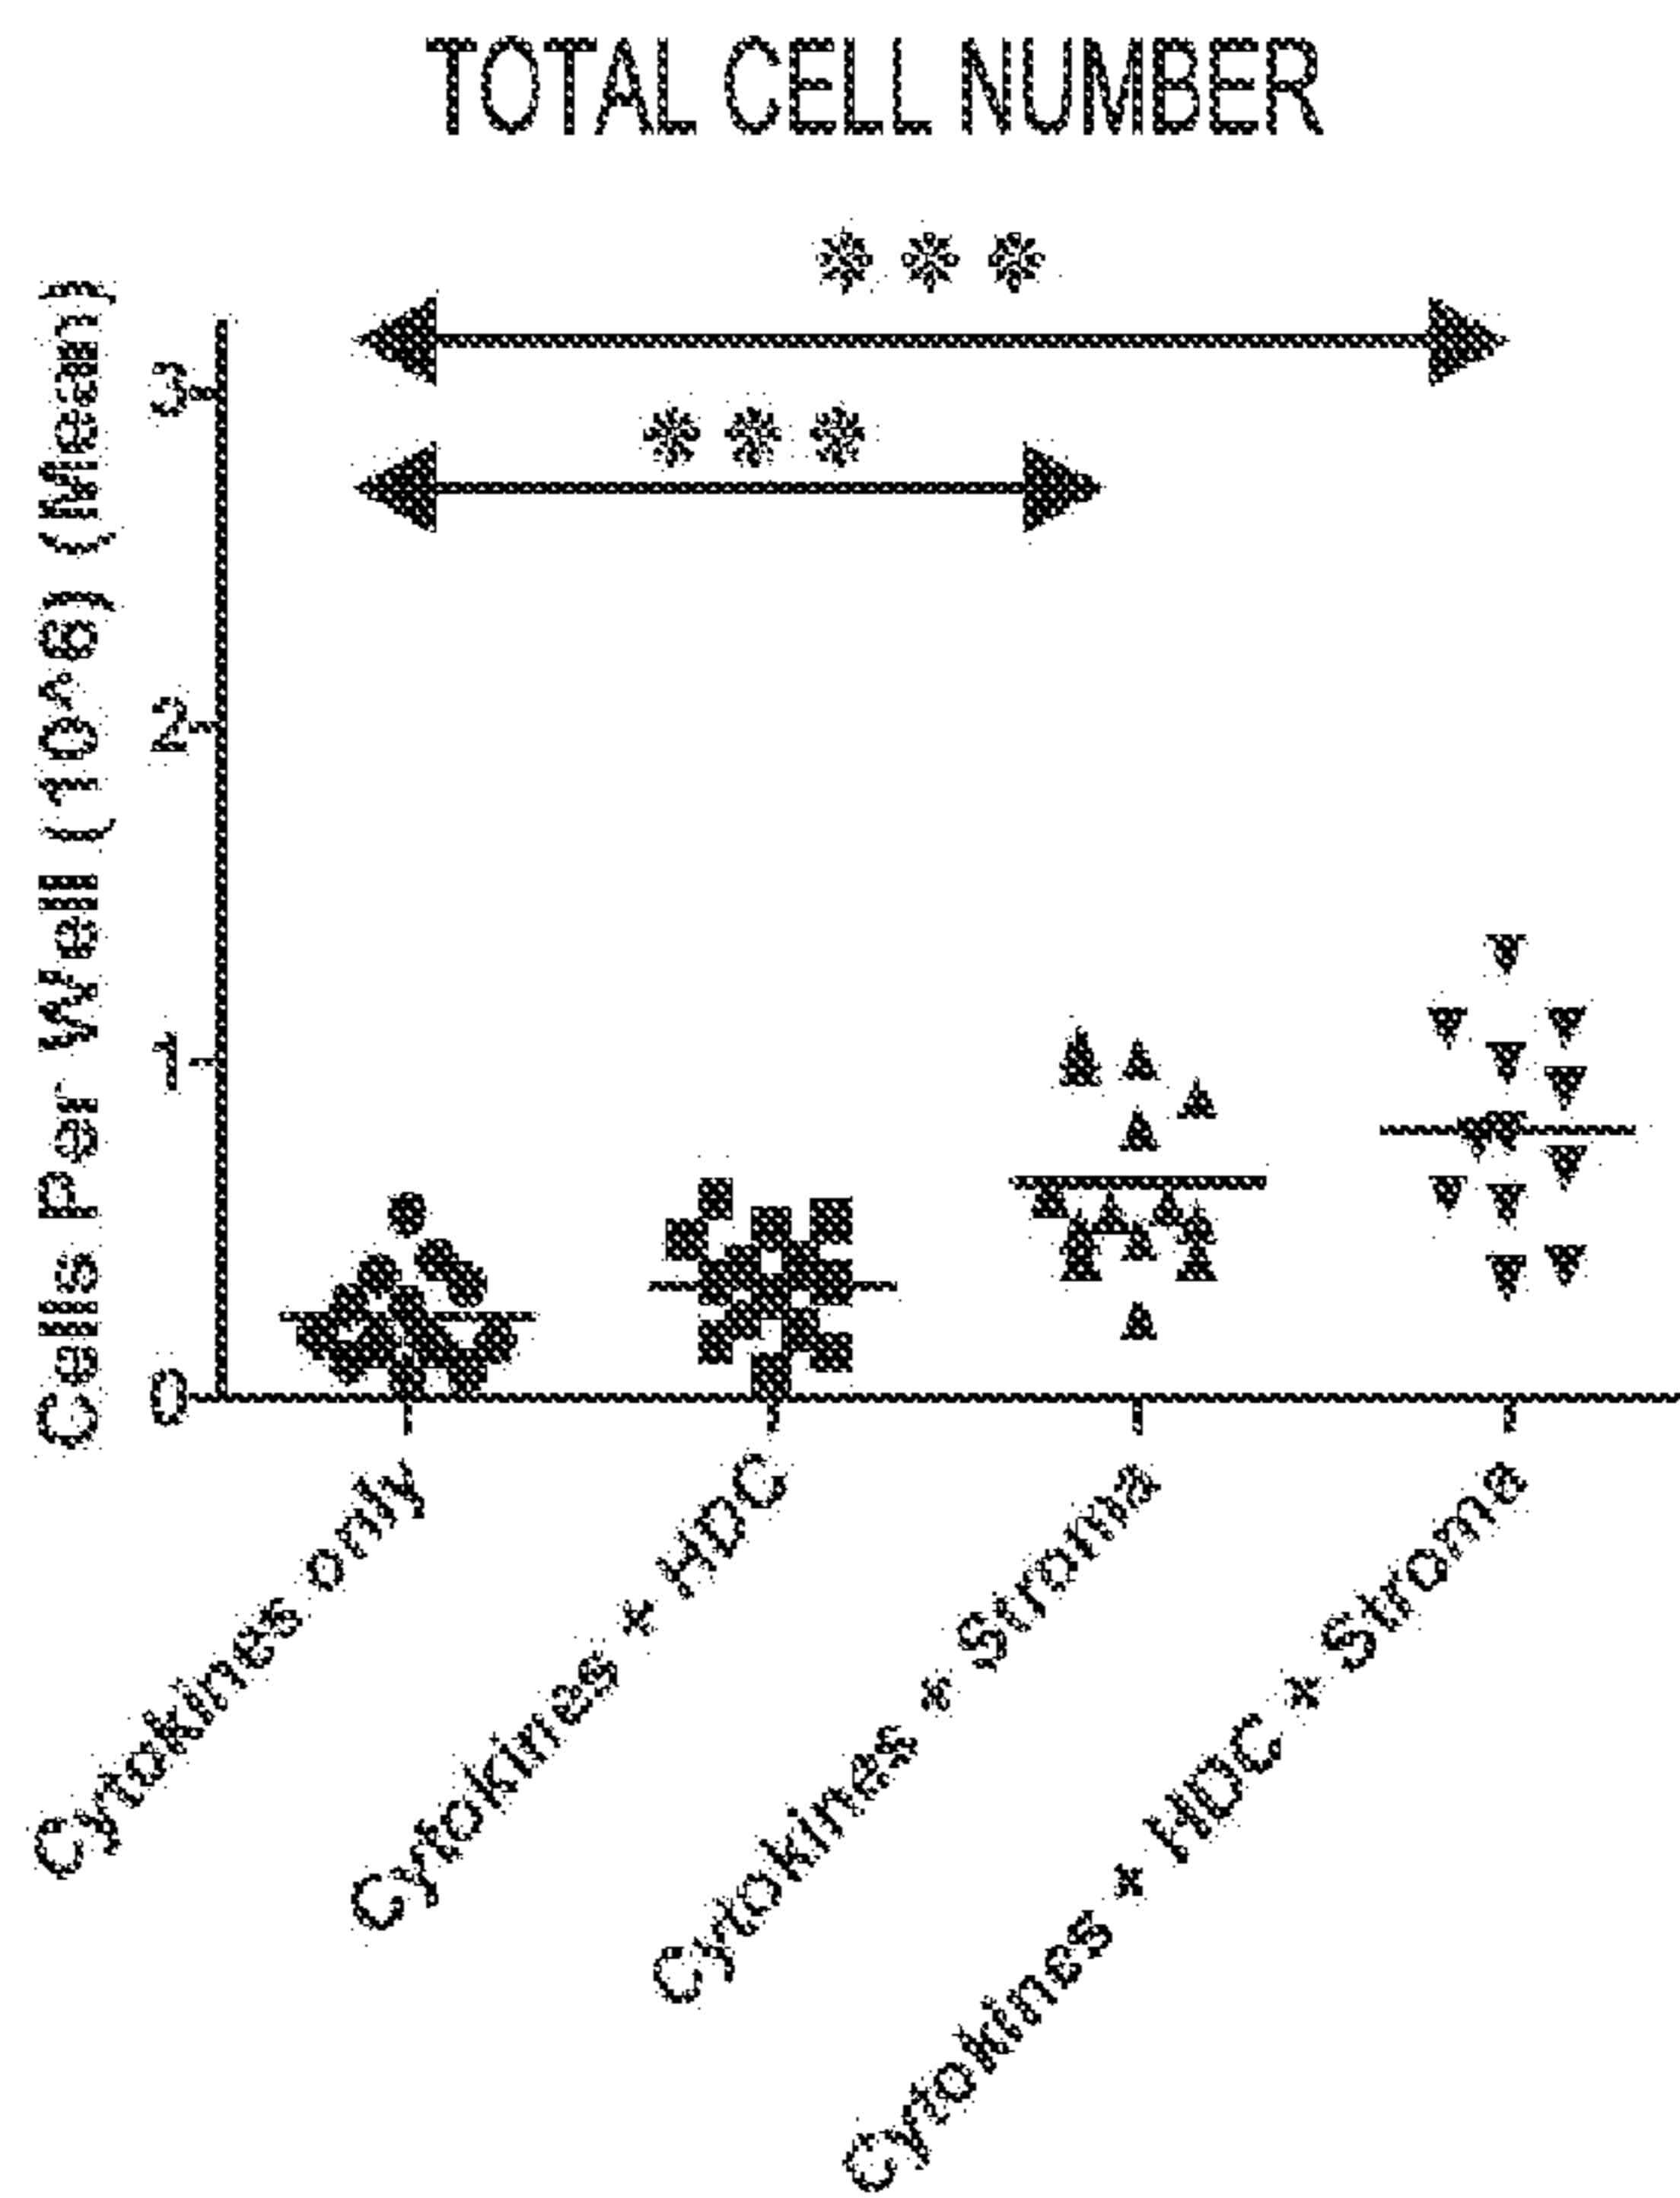 TOTAL CELL NUMBER
***
***
Cells Per Well (10^6) (Mean)
3
2
1
0
Cytokines only
Cytokines + HDC
Cytokines + Stroma
Cytokines + HDC + Stroma